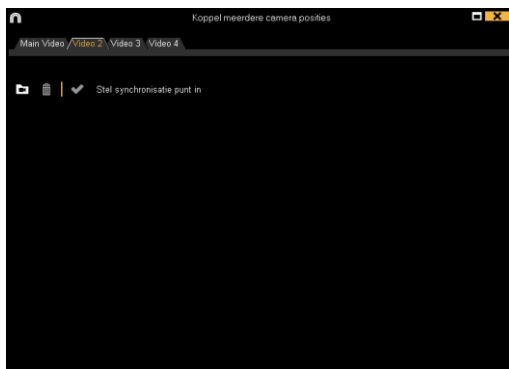 Koppel meerdere camera posities
Main Video Video 2 Video 3 Video 4
Stel synchronisatie punt in